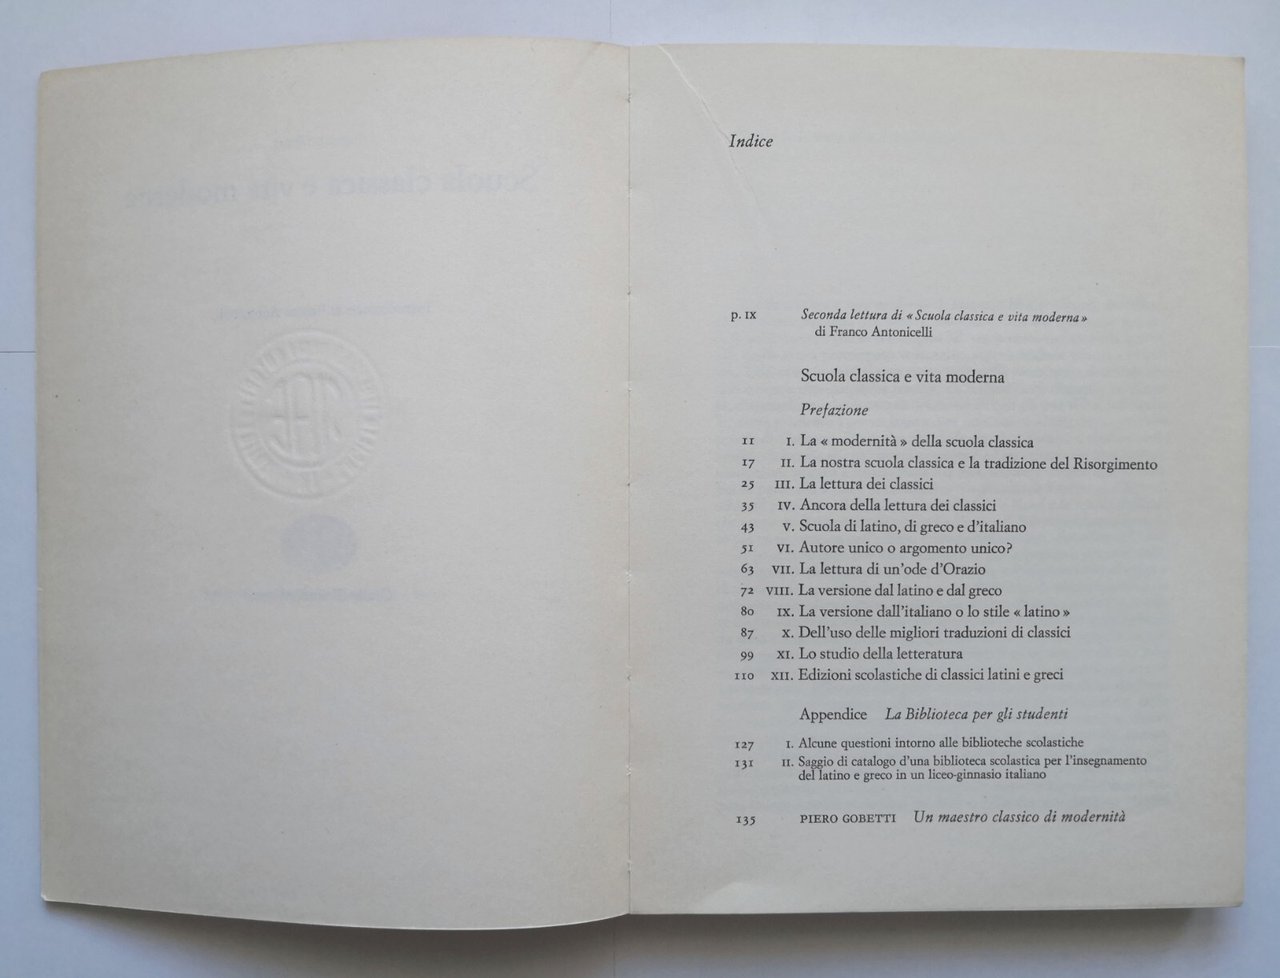 Indice
p. IX Seconda lettura di « Scuola classica e vita moderna »
di Franco Antonicelli
Scuola classica e vita moderna
Prefazione
11 I. La « modernità » della scuola classica
17 II. La nostra scuola classica e la tradizione del Risorgimento
25 III. La lettura dei classici
35 IV. Ancora della lettura dei classici
43 V. Scuola di latino, di greco e d'italiano
51 VI. Autore unico o argomento unico?
63 VII. La lettura di un'ode d'Orazio
72 VIII. La versione dal latino e dal greco
80 IX. La versione dall'italiano o lo stile « latino »
87 X. Dell'uso delle migliori traduzioni di classici
99 XI. Lo studio della letteratura
110 XII. Edizioni scolastiche di classici latini e greci
Appendice La Biblioteca per gli studenti
127 I. Alcune questioni intorno alle biblioteche scolastiche
131 II. Saggio di catalogo d'una biblioteca scolastica per l'insegnamento
del latino e greco in un liceo-ginnasio italiano
135 PIERO GOBETTI Un maestro classico di modernità
Scuola classica e vita moderna